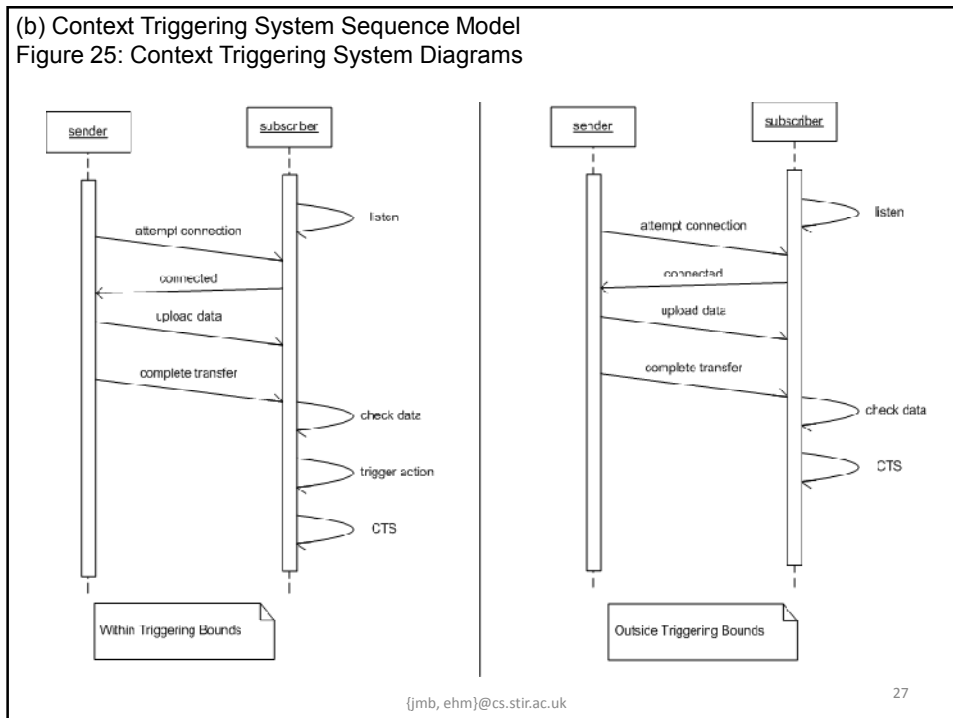 (b) Context Triggering System Sequence Model
Figure 25: Context Triggering System Diagrams
sender
subscriber
listen
attempt connection
connected
upload data
complete transfer
check data
trigger action
CTS
Within Triggering Bounds
sender
subscriber
listen
attempt connection
connected
upload data
complete transfer
check data
CTS
Outside Triggering Bounds
{jmb, ehm}@cs.stir.ac.uk
27